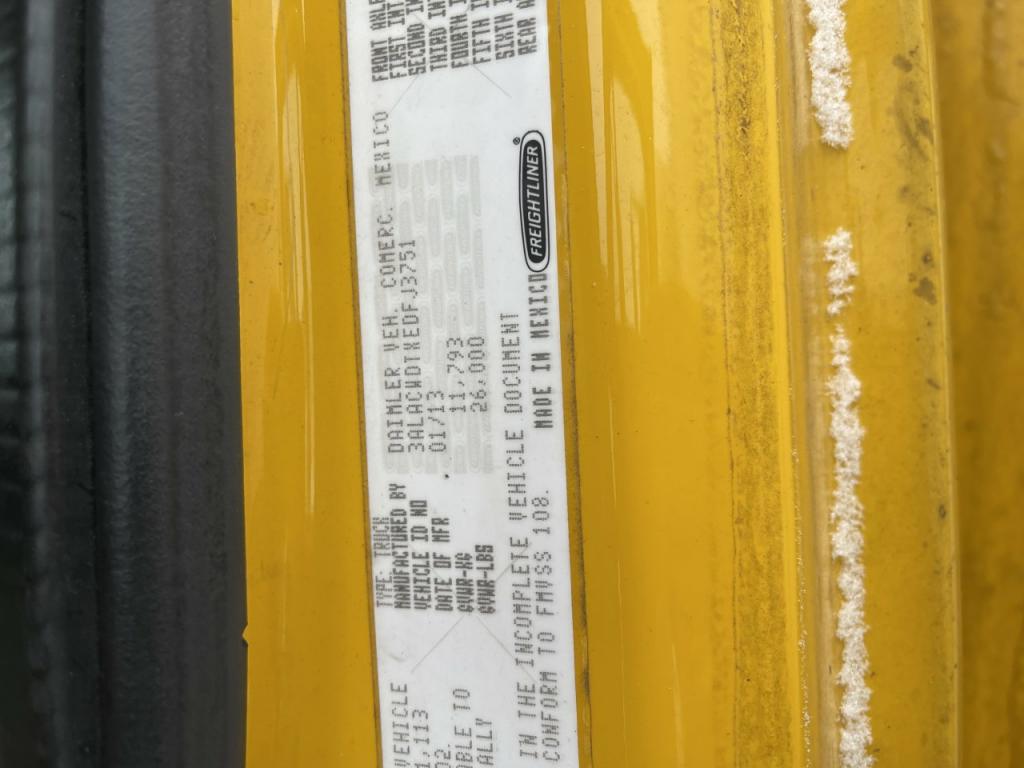 VEHICLE
1,113
02.
BLE TO
ALLY
TYPE: TRUCK
MANUFACTURED BY DAIMLER VEH. COMERC. MEXICO
VEHICLE ID NO 3ALACWDTXEDFJ3751
DATE OF MFR 01/13
GVWR-KG 11,793
GVWR-LBS 26,000
IN THE INCOMPLETE VEHICLE DOCUMENT
CONFORM TO FMVSS 108.
MADE IN MEXICO
FREIGHTLINER®
FRONT AXLE
FIRST INT
SECOND IN
THIRD IN
FOURTH I
FIFTH I
SIXTH
REAR A